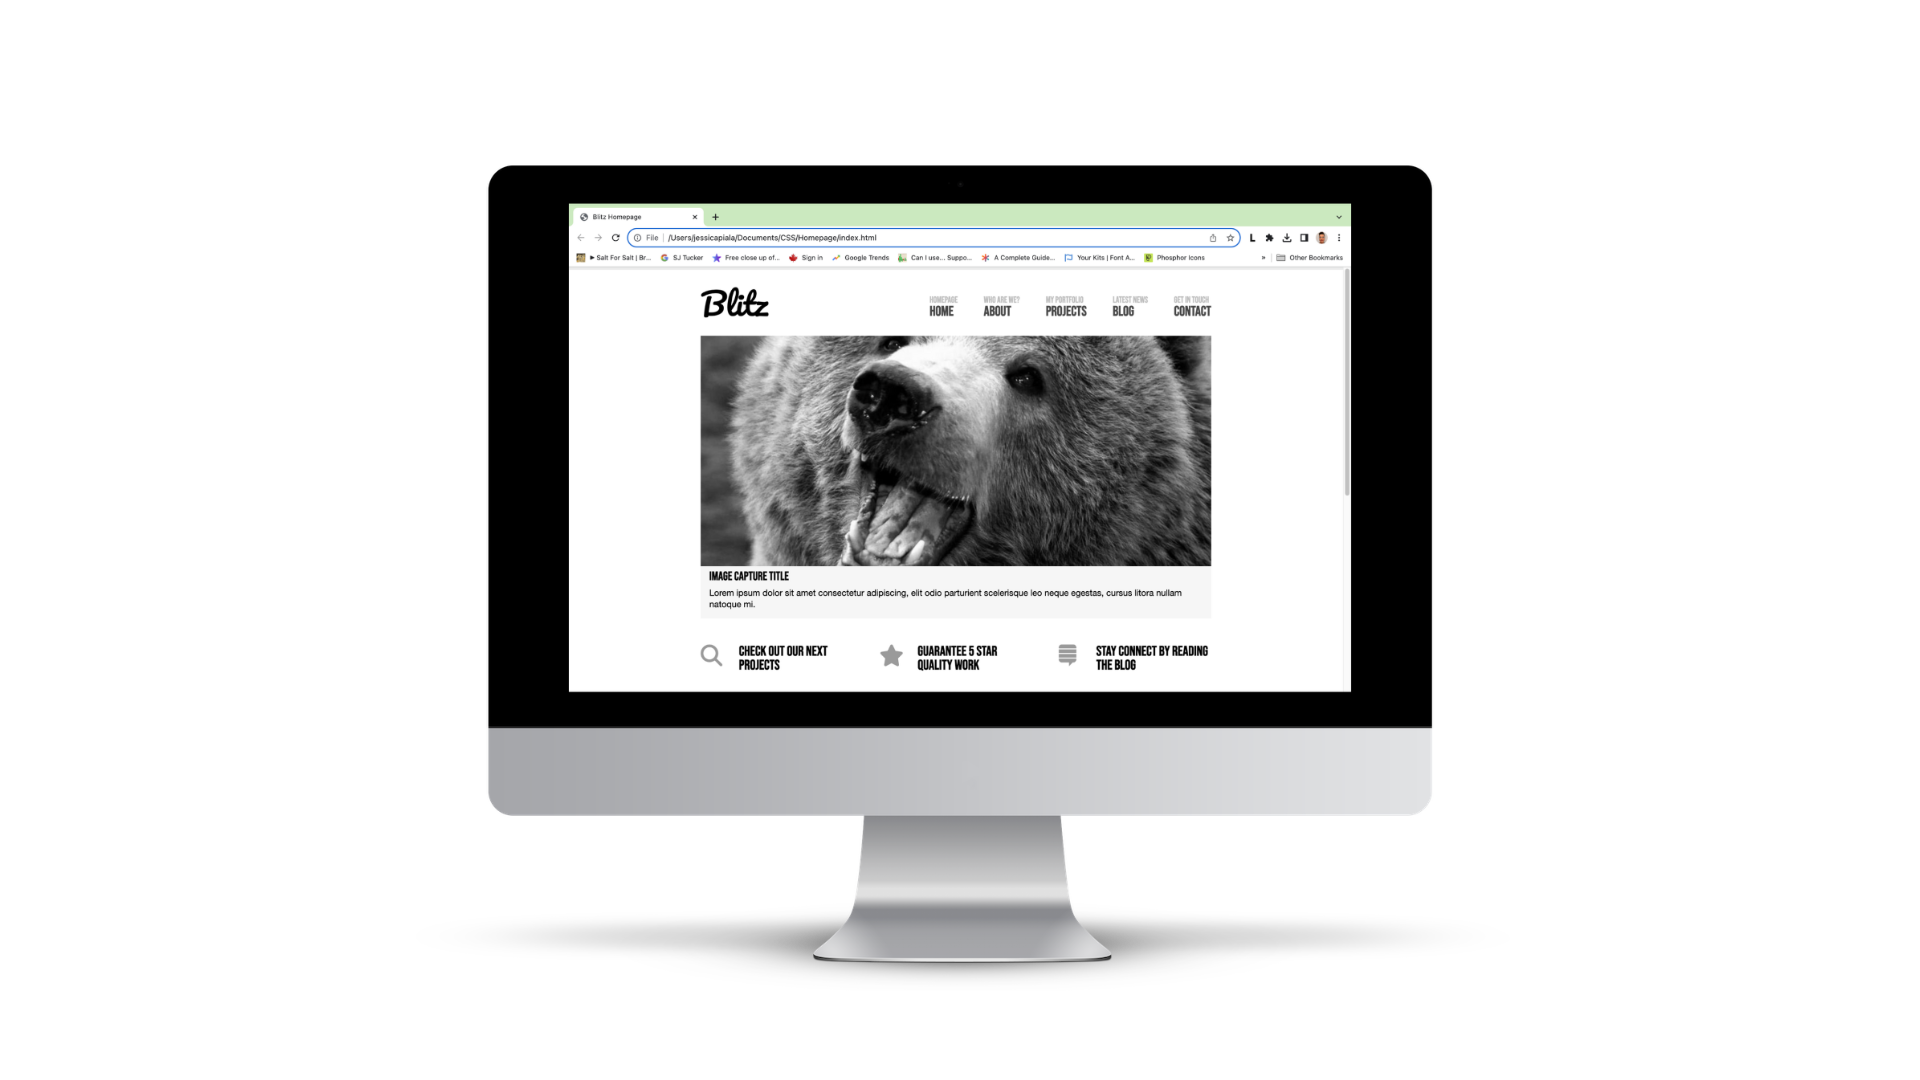 Blitz Homepage
File /Users/jessicapiala/Documents/CSS/Homepage/index.html L
▶ Salt For Salt | Br... SJ Tucker Free close up of... Sign in Google Trends Can I use... Suppo... A Complete Guide... Your Kits | Font A... Phosphor Icons » Other Bookmarks
Blitz
HOMEPAGE WHO ARE WE? MY PORTFOLIO LATEST NEWS GET IN TOUCH
HOME ABOUT PROJECTS BLOG CONTACT
IMAGE CAPTURE TITLE
Lorem ipsum dolor sit amet consectetur adipiscing, elit odio parturient scelerisque leo neque egestas, cursus litora nullam
natoque mi.
CHECK OUT OUR NEXT
PROJECTS
GUARANTEE 5 STAR
QUALITY WORK
STAY CONNECT BY READING
THE BLOG